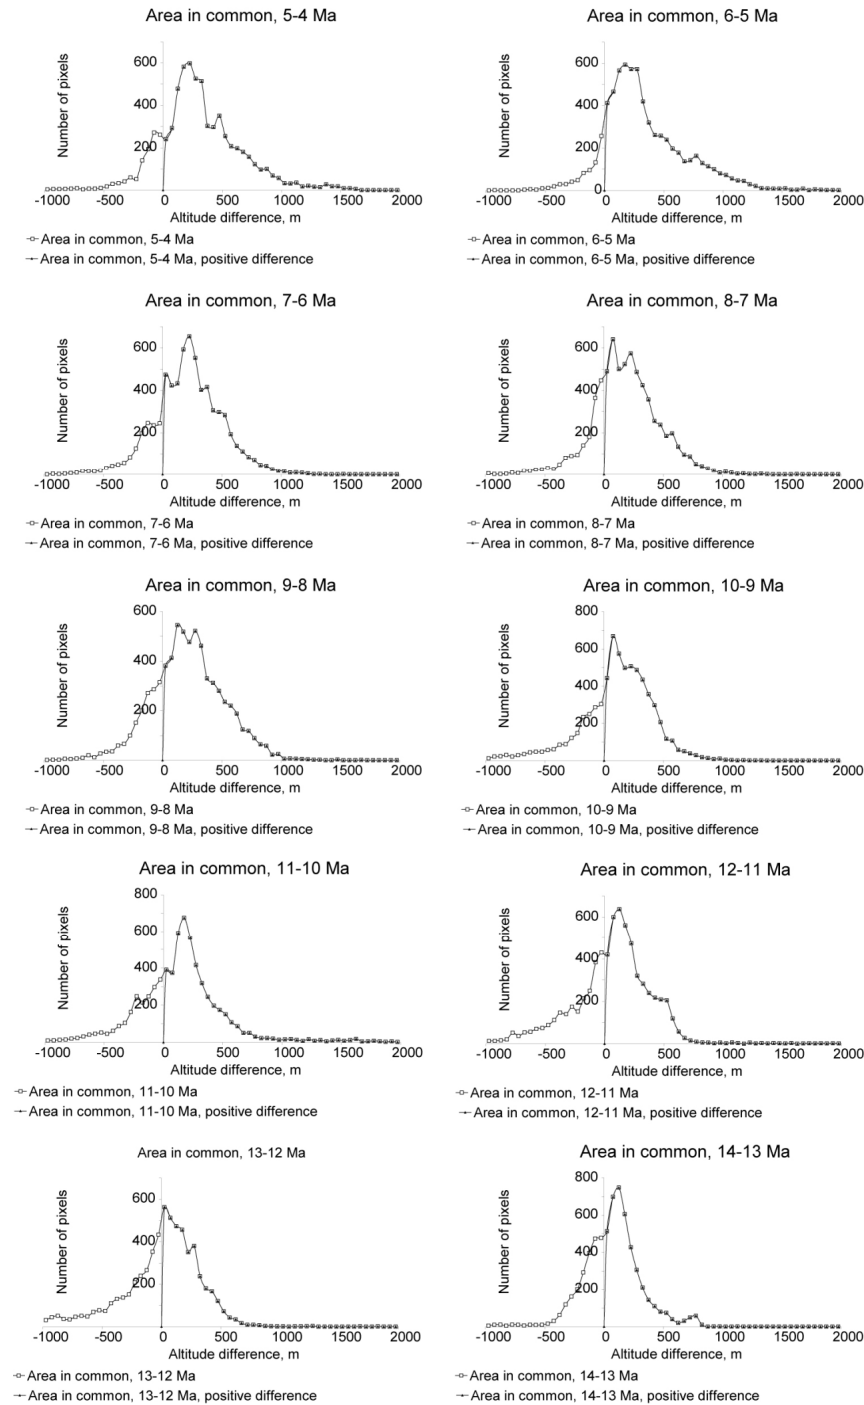 Area in common, 5-4 Ma
Number of pixels
600
400
200
0
-1000 -500 0 500 1000 1500 2000
Altitude difference, m
Area in common, 5-4 Ma
Area in common, 5-4 Ma, positive difference
Area in common, 6-5 Ma
Number of pixels
600
400
200
0
-1000 -500 0 500 1000 1500 2000
Altitude difference, m
Area in common, 6-5 Ma
Area in common, 6-5 Ma, positive difference
Area in common, 7-6 Ma
Number of pixels
600
400
200
-1000 -500 0 500 1000 1500 2000
Altitude difference, m
Area in common, 7-6 Ma
Area in common, 7-6 Ma, positive difference
Area in common, 8-7 Ma
Number of pixels
600
400
200
-1000 -500 0 500 1000 1500 2000
Altitude difference, m
Area in common, 8-7 Ma
Area in common, 8-7 Ma, positive difference
Area in common, 9-8 Ma
Number of pixels
600
400
200
-1000 -500 0 500 1000 1500 2000
Altitude difference, m
Area in common, 9-8 Ma
Area in common, 9-8 Ma, positive difference
Area in common, 10-9 Ma
Number of pixels
800
600
400
200
-1000 -500 0 500 1000 1500 2000
Altitude difference, m
Area in common, 10-9 Ma
Area in common, 10-9 Ma, positive difference
Area in common, 11-10 Ma
Number of pixels
800
600
400
200
-1000 -500 0 500 1000 1500 2000
Altitude difference, m
Area in common, 11-10 Ma
Area in common, 11-10 Ma, positive difference
Area in common, 12-11 Ma
Number of pixels
600
400
200
-1000 -500 0 500 1000 1500 2000
Altitude difference, m
Area in common, 12-11 Ma
Area in common, 12-11 Ma, positive difference
Area in common, 13-12 Ma
Number of pixels
600
400
200
-1000 -500 0 500 1000 1500 2000
Altitude difference, m
Area in common, 13-12 Ma
Area in common, 13-12 Ma, positive difference
Area in common, 14-13 Ma
Number of pixels
800
600
400
200
-1000 -500 0 500 1000 1500 2000
Altitude difference, m
Area in common, 14-13 Ma
Area in common, 14-13 Ma, positive difference